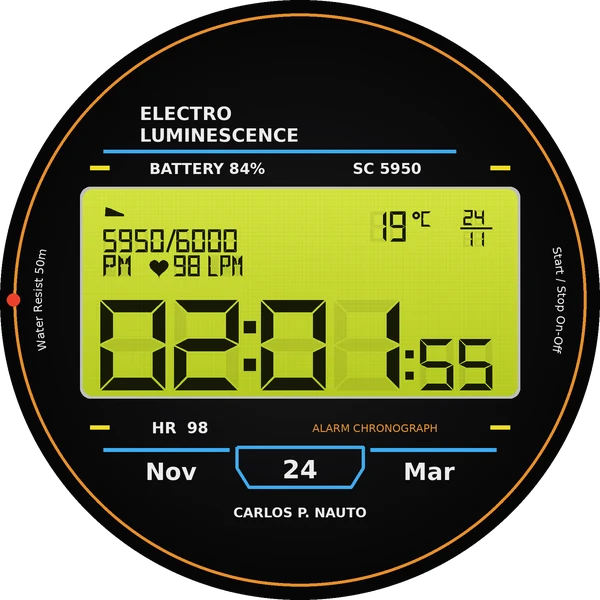 ELECTRO
LUMINESCENCE
BATTERY 84% SC 5950
19°C 24/11
5950/6000
PM 98 LPM
02:01:55
Water Resist 50m
Start / Stop On-Off
HR 98 ALARM CHRONOGRAPH
Nov 24 Mar
CARLOS P. NAUTO